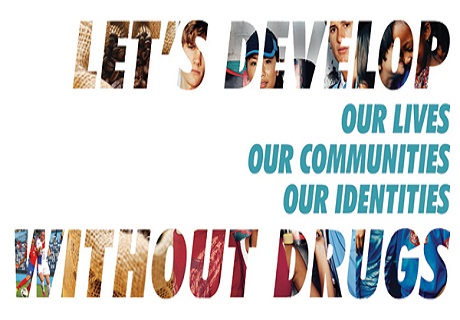 LET'S DEVELOP
OUR LIVES
OUR COMMUNITIES
OUR IDENTITIES
WITHOUT DRUGS